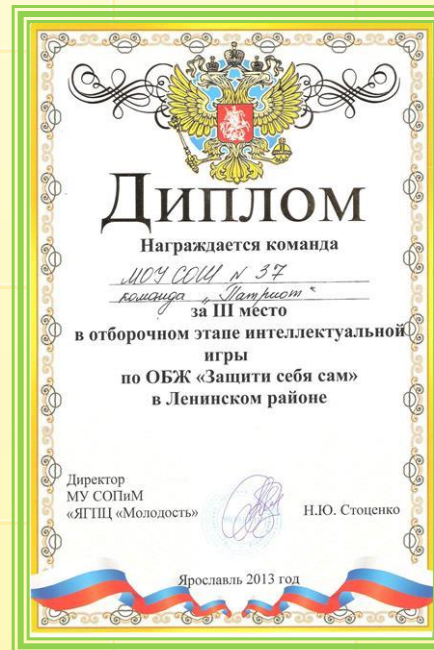 Диплом
Награждается команда
МОУ СОШ № 37
команда „Патриот"
за III место
в отборочном этапе интеллектуальной
игры
по ОБЖ «Защити себя сам»
в Ленинском районе
Директор
МУ СОПиМ
«ЯГПЦ «Молодость»
Н.Ю. Стоценко
Ярославль 2013 год